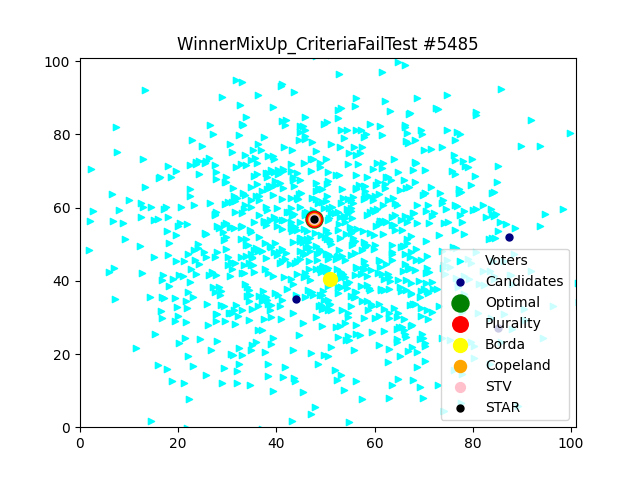 WinnerMixUp_CriteriaFailTest #5485
100
80
60
40
20
0
0
20
40
60
80
100
Voters
Candidates
Optimal
Plurality
Borda
Copeland
STV
STAR